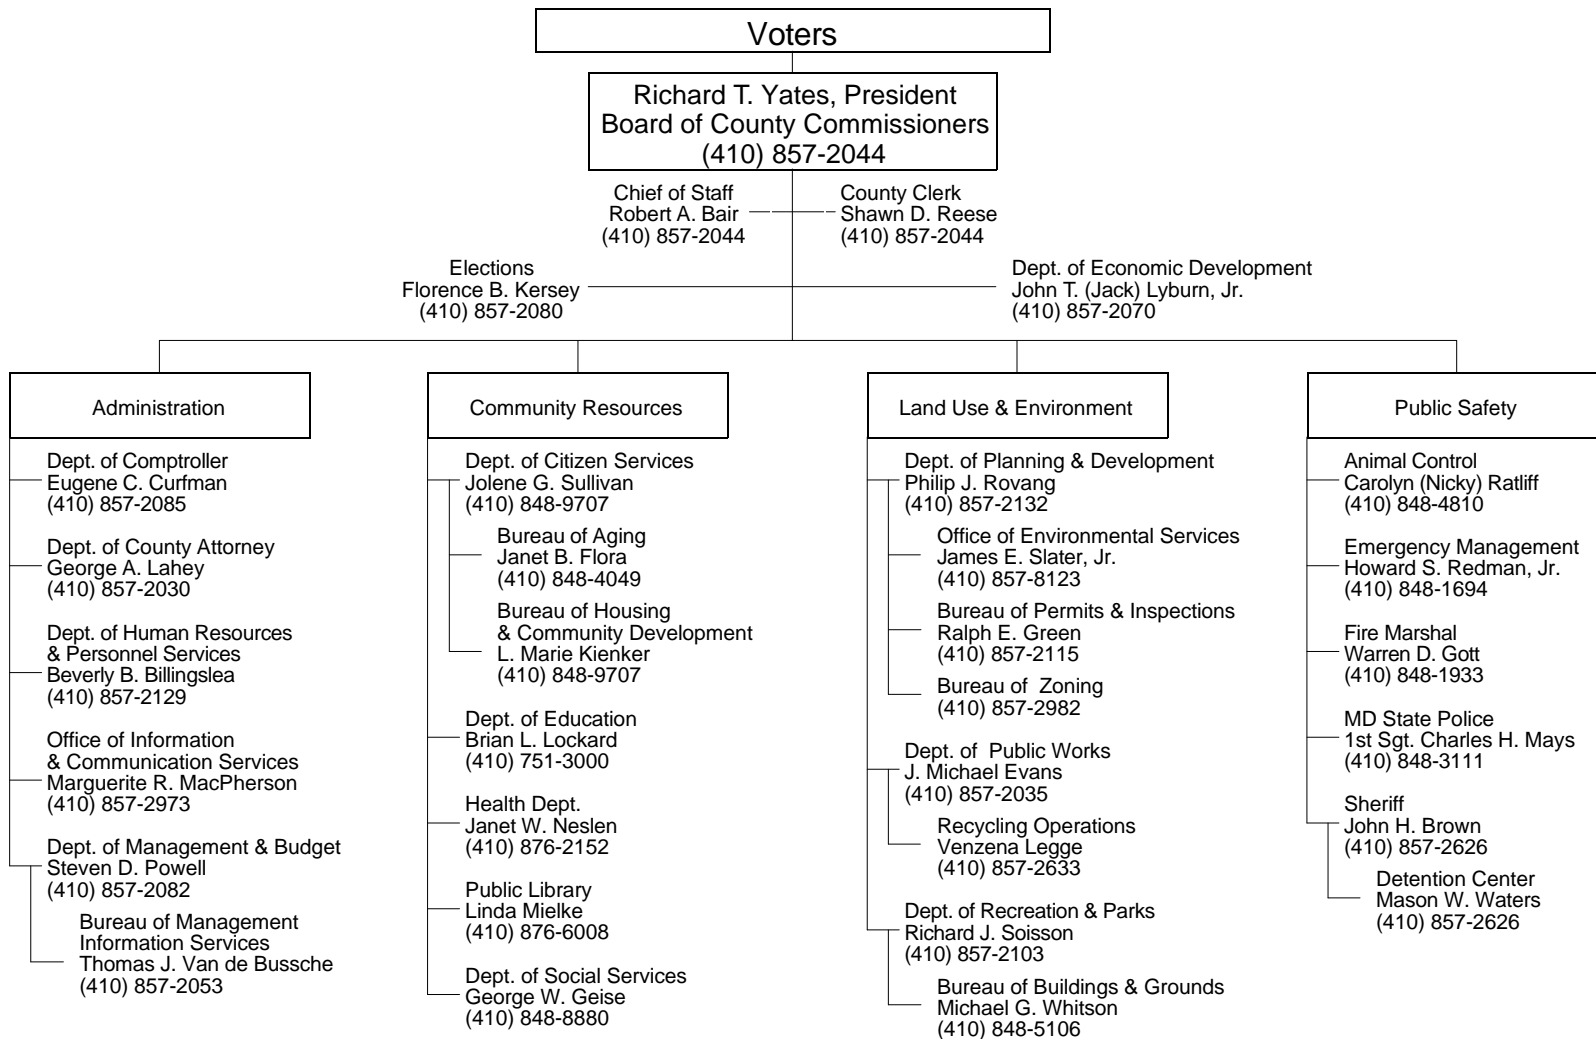 Voters
Richard T. Yates, President
Board of County Commissioners
(410) 857-2044
Chief of Staff
Robert A. Bair
(410) 857-2044
County Clerk
Shawn D. Reese
(410) 857-2044
Elections
Florence B. Kersey
(410) 857-2080
Dept. of Economic Development
John T. (Jack) Lyburn, Jr.
(410) 857-2070
Administration
Dept. of Comptroller
Eugene C. Curfman
(410) 857-2085
Dept. of County Attorney
George A. Lahey
(410) 857-2030
Dept. of Human Resources
& Personnel Services
Beverly B. Billingslea
(410) 857-2129
Office of Information
& Communication Services
Marguerite R. MacPherson
(410) 857-2973
Dept. of Management & Budget
Steven D. Powell
(410) 857-2082
Bureau of Management
Information Services
Thomas J. Van de Bussche
(410) 857-2053
Community Resources
Dept. of Citizen Services
Jolene G. Sullivan
(410) 848-9707
Bureau of Aging
Janet B. Flora
(410) 848-4049
Bureau of Housing
& Community Development
L. Marie Kienker
(410) 848-9707
Dept. of Education
Brian L. Lockard
(410) 751-3000
Health Dept.
Janet W. Neslen
(410) 876-2152
Public Library
Linda Mielke
(410) 876-6008
Dept. of Social Services
George W. Geise
(410) 848-8880
Land Use & Environment
Dept. of Planning & Development
Philip J. Rovang
(410) 857-2132
Office of Environmental Services
James E. Slater, Jr.
(410) 857-8123
Bureau of Permits & Inspections
Ralph E. Green
(410) 857-2115
Bureau of Zoning
(410) 857-2982
Dept. of Public Works
J. Michael Evans
(410) 857-2035
Recycling Operations
Venzena Legge
(410) 857-2633
Dept. of Recreation & Parks
Richard J. Soisson
(410) 857-2103
Bureau of Buildings & Grounds
Michael G. Whitson
(410) 848-5106
Public Safety
Animal Control
Carolyn (Nicky) Ratliff
(410) 848-4810
Emergency Management
Howard S. Redman, Jr.
(410) 848-1694
Fire Marshal
Warren D. Gott
(410) 848-1933
MD State Police
1st Sgt. Charles H. Mays
(410) 848-3111
Sheriff
John H. Brown
(410) 857-2626
Detention Center
Mason W. Waters
(410) 857-2626